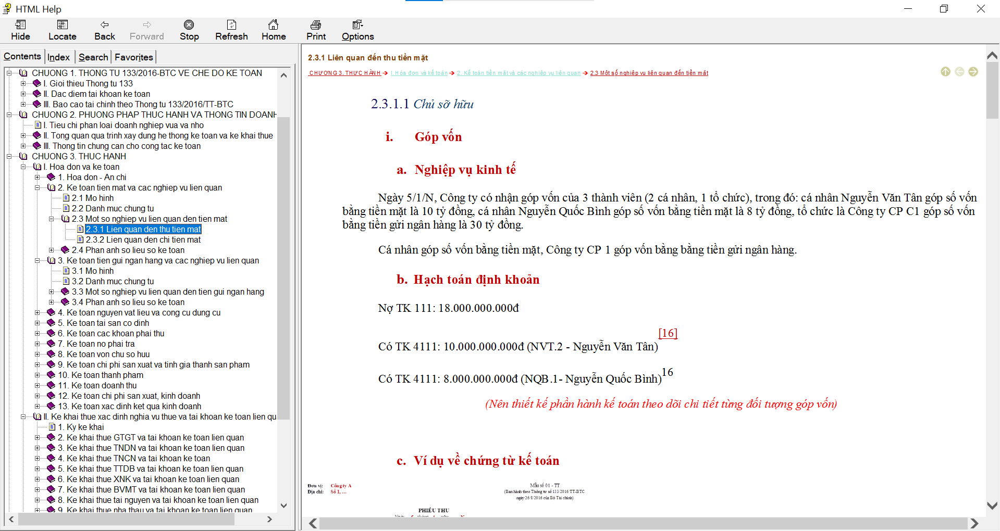 HTML Help
Hide Locate Back Forward Stop Refresh Home Print Options
Contents Index Search Favorites
CHUONG 1. THONG TU 133/2016-BTC VE CHE DO KE TOAN
I. Gioi thieu Thong tu 133
II. Dac diem tai khoan ke toan
III. Bao cao tai chinh theo Thong tu 133/2016/TT-BTC
CHUONG 2. PHUONG PHAP THUC HANH VA THONG TIN DOANH
I. Tieu chi phan loai doanh nghiep vua va nho
II. Tong quan qua trinh xay dung he thong ke toan va ke khai thue
III. Thong tin chung can cho cong tac ke toan
CHUONG 3. THUC HANH
I. Hoa don va ke toan
1. Hoa don - An chi
2. Ke toan tien mat va cac nghiep vu lien quan
2.1 Mo hinh
2.2 Danh muc chung tu
2.3 Mot so nghiep vu lien quan den tien mat
2.3.1 Lien quan den thu tien mat
2.3.2 Lien quan den chi tien mat
2.4 Phan anh so lieu so ke toan
3. Ke toan tien gui ngan hang va cac nghiep vu lien quan
3.1 Mo hinh
3.2 Danh muc chung tu
3.3 Mot so nghiep vu lien quan den tien gui ngan hang
3.4 Phan anh so lieu so ke toan
4. Ke toan nguyen vat lieu va cong cu dung cu
5. Ke toan tai san co dinh
6. Ke toan cac khoan phai thu
7. Ke toan no phai tra
8. Ke toan von chu so huu
9. Ke toan chi phi san xuat va tinh gia thanh san pham
10. Ke toan thanh pham
11. Ke toan doanh thu
12. Ke toan chi phi san xuat, kinh doanh
13. Ke toan xac dinh ket qua kinh doanh
II. Ke khai thue xac dinh nghia vu thue va tai khoan ke toan lien qu
1. Ky ke khai
2. Ke khai thue GTGT va tai khoan ke toan lien quan
3. Ke khai thue TNDN va tai khoan ke toan lien quan
4. Ke khai thue TNCN va tai khoan ke toan
5. Ke khai thue TTDB va tai khoan ke toan lien quan
6. Ke khai thue XNK va tai khoan ke toan lien quan
7. Ke khai thue BVMT va tai khoan ke toan lien quan
8. Ke khai thue tai nguyen va tai khoan ke toan lien quan
9. Ke khai thue nha thau va tai khoan ke toan lien quan
2.3.1 Liên quan đến thu tiền mặt
CHƯƠNG 3. THỰC HÀNH → I. Hóa đơn và kế toán → 2. Kế toán tiền mặt và các nghiệp vụ liên quan → 2.3 Một số nghiệp vụ liên quan đến tiền mặt
2.3.1.1 Chủ sỡ hữu
i. Góp vốn
a. Nghiệp vụ kinh tế
Ngày 5/1/N, Công ty có nhận góp vốn của 3 thành viên (2 cá nhân, 1 tổ chức), trong đó: cá nhân Nguyễn Văn Tân góp số vốn
bằng tiền mặt là 10 tỷ đồng, cá nhân Nguyễn Quốc Bình góp số vốn bằng tiền mặt là 8 tỷ đồng, tổ chức là Công ty CP C1 góp số vốn
bằng tiền gửi ngân hàng là 30 tỷ đồng.
Cá nhân góp số vốn bằng tiền mặt, Công ty CP 1 góp vốn bằng bằng tiền gửi ngân hàng.
b. Hạch toán định khoản
Nợ TK 111: 18.000.000.000đ
Có TK 4111: 10.000.000.000đ (NVT.2 - Nguyễn Văn Tân)[16]
Có TK 4111: 8.000.000.000đ (NQB.1- Nguyễn Quốc Bình)16
(Nên thiết kế phần hành kế toán theo dõi chi tiết từng đối tượng góp vốn)
c. Ví dụ về chứng từ kế toán
Đơn vị: Công ty A
Địa chỉ: Số 1, ...
Mẫu số 01 - TT
(Ban hành theo Thông tư số 133/2016/TT-BTC
ngày 26/8/2016 của Bộ Tài chính)
PHIẾU THU